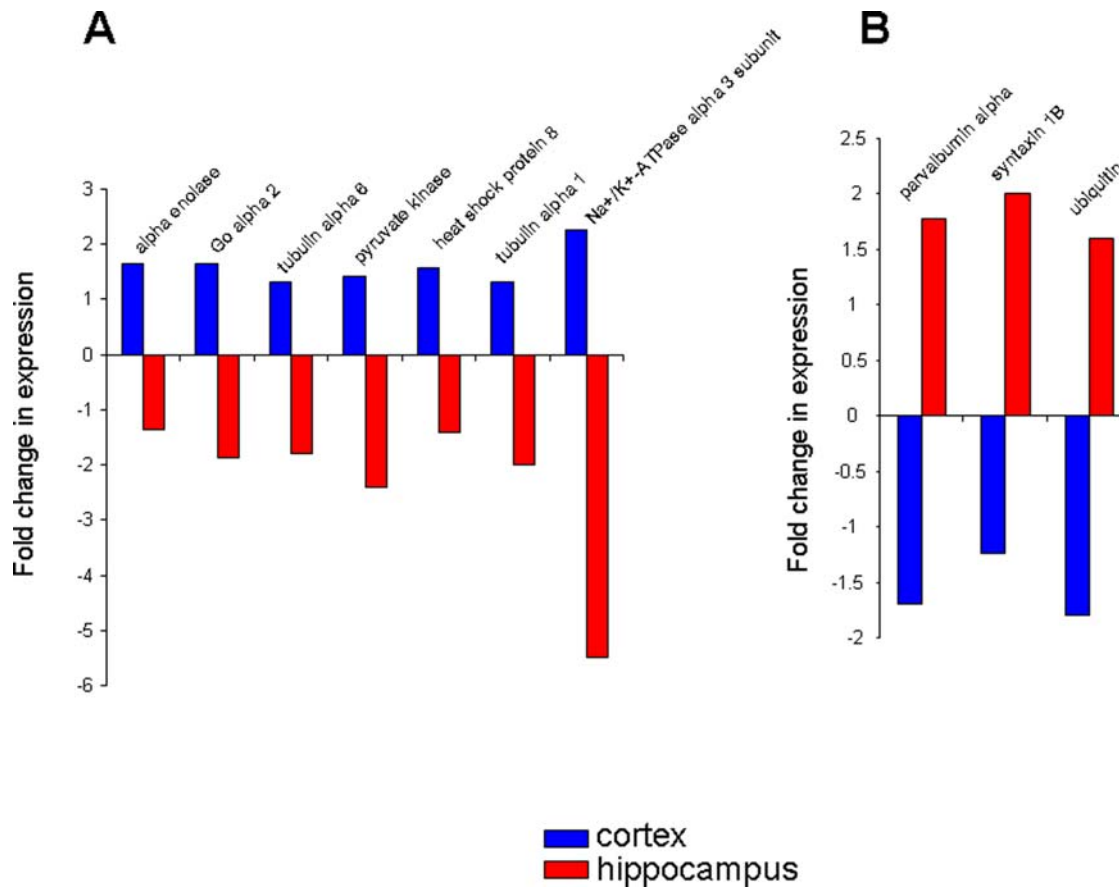 A
alpha enolase
Go alpha 2
tubulin alpha 6
pyruvate kinase
heat shock protein 8
tubulin alpha 1
Na+/K+-ATPase alpha 3 subunit
Fold change in expression
3
2
1
0
-1
-2
-3
-4
-5
-6
B
parvalbumin alpha
syntaxin 1B
ubiquitin
Fold change in expression
2.5
2
1.5
1
0.5
0
-0.5
-1
-1.5
-2
cortex
hippocampus